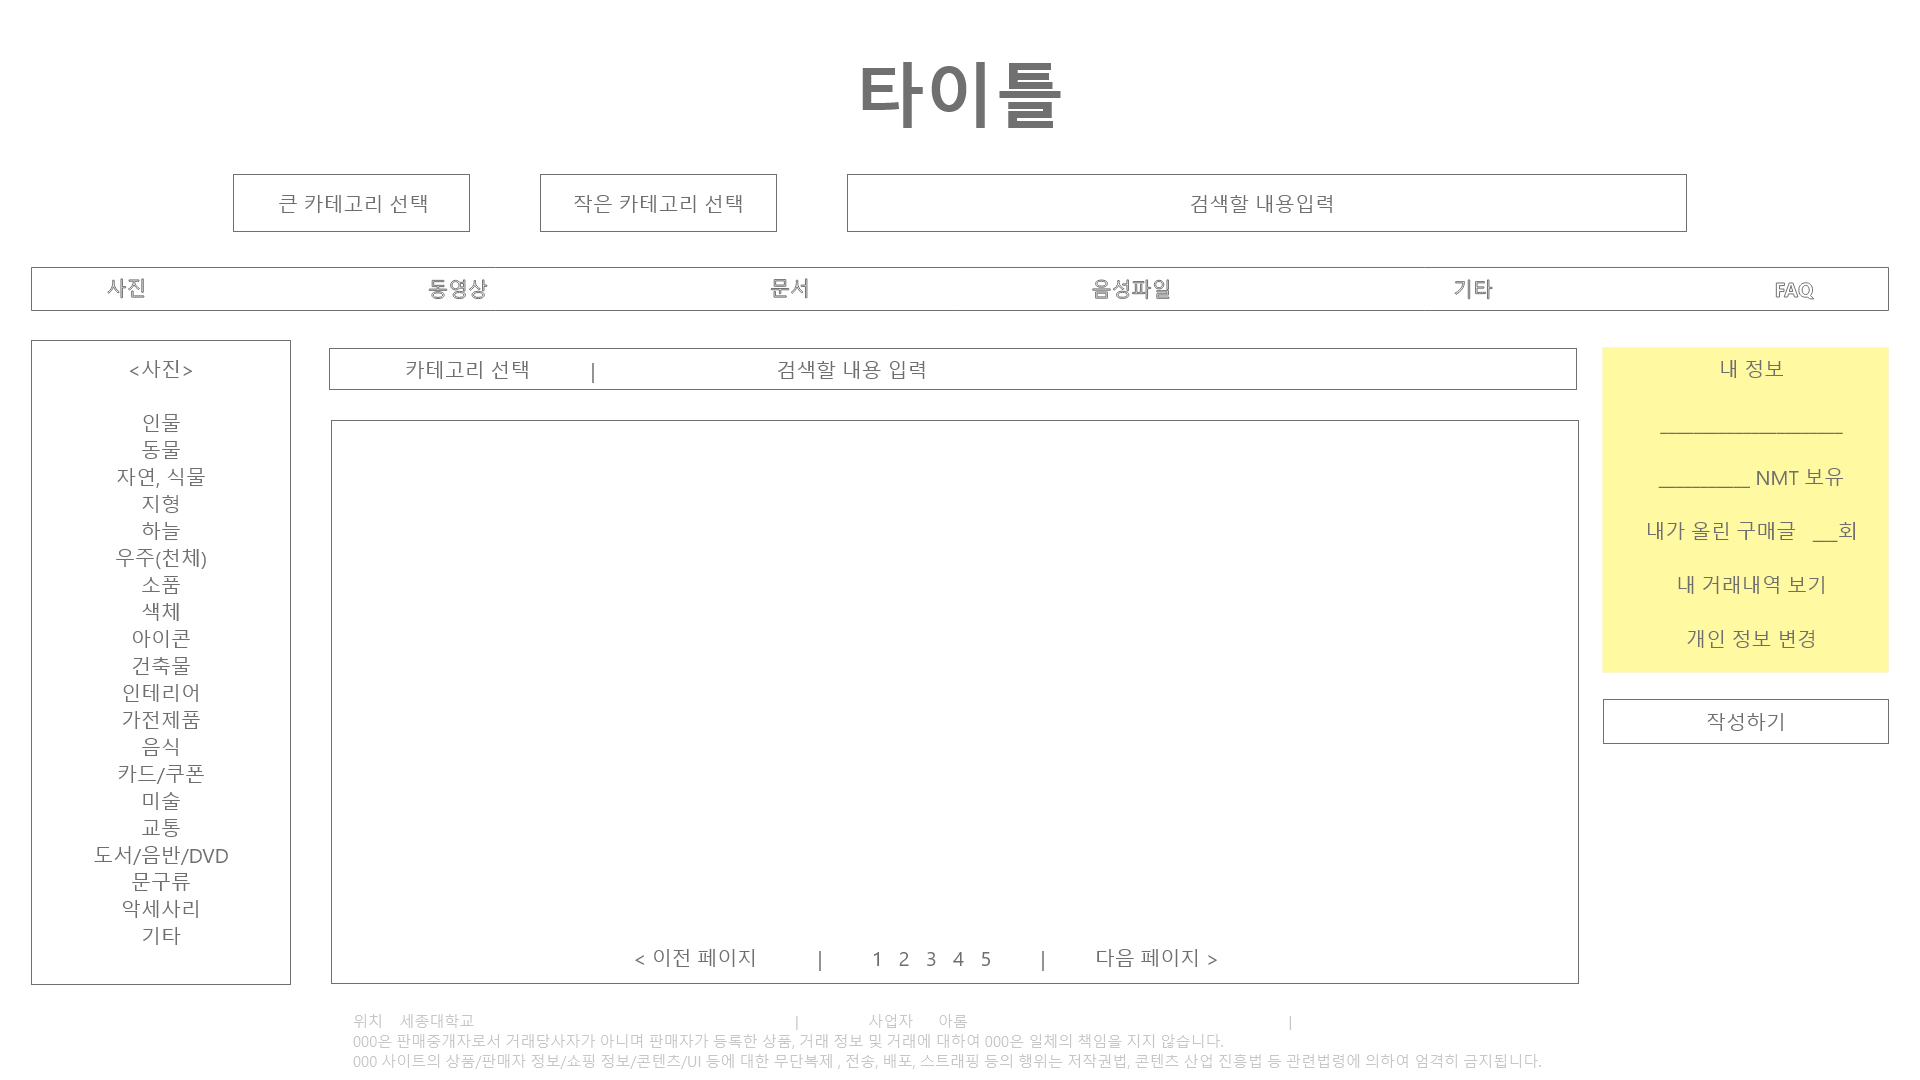 타이틀
큰 카테고리 선택
작은 카테고리 선택
검색할 내용입력
사진 동영상 문서 음성파일 기타 FAQ
<사진>
인물
동물
자연, 식물
지형
하늘
우주(천체)
소품
색체
아이콘
건축물
인테리어
가전제품
음식
카드/쿠폰
미술
교통
도서/음반/DVD
문구류
악세사리
기타
카테고리 선택 | 검색할 내용 입력
< 이전 페이지 | 1 2 3 4 5 | 다음 페이지 >
내 정보
____________________
__________ NMT 보유
내가 올린 구매글 __회
내 거래내역 보기
개인 정보 변경
작성하기
위치 세종대학교 | 사업자 아롬 |
000은 판매중개자로서 거래당사자가 아니며 판매자가 등록한 상품, 거래 정보 및 거래에 대하여 000은 일체의 책임을 지지 않습니다.
000 사이트의 상품/판매자 정보/쇼핑 정보/콘텐츠/UI 등에 대한 무단복제 , 전송, 배포, 스트래핑 등의 행위는 저작권법, 콘텐츠 산업 진흥법 등 관련법령에 의하여 엄격히 금지됩니다.